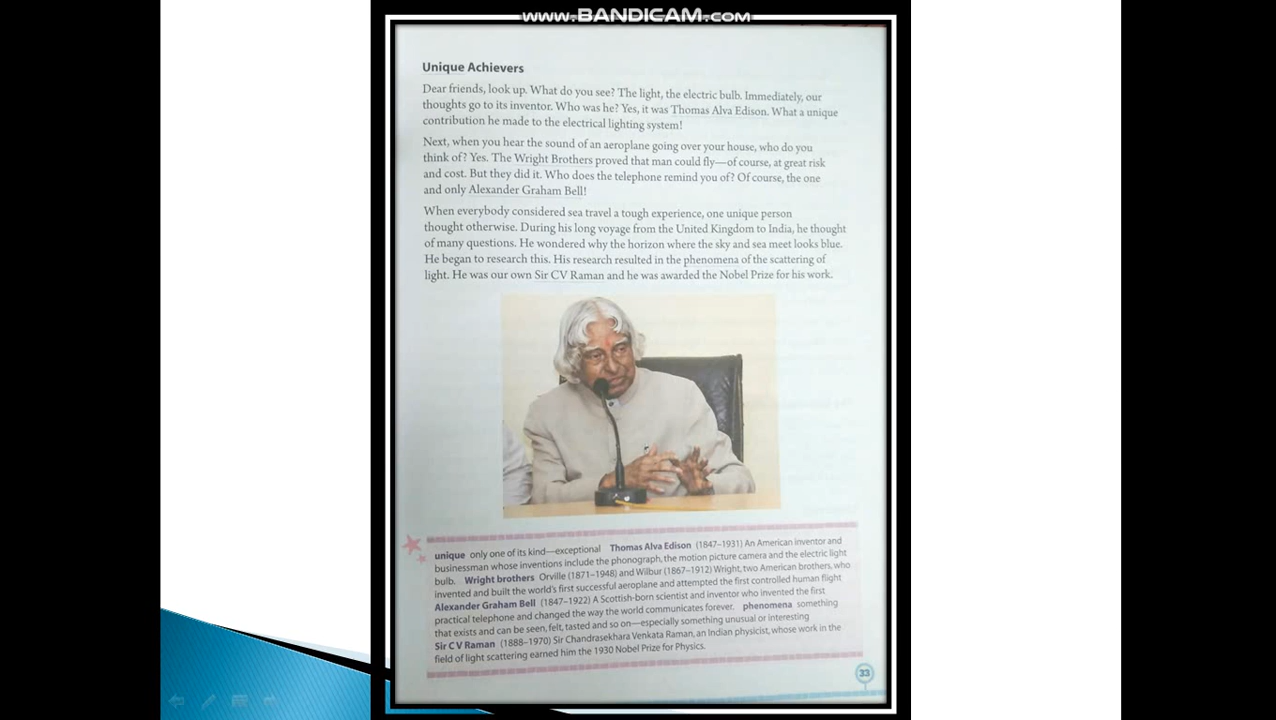 www.BANDICAM.com
Unique Achievers
Dear friends, look up. What do you see? The light, the electric bulb. Immediately, our
thoughts go to its inventor. Who was he? Yes, it was Thomas Alva Edison. What a unique
contribution he made to the electrical lighting system!
Next, when you hear the sound of an aeroplane going over your house, who do you
think of? Yes. The Wright Brothers proved that man could fly—of course, at great risk
and cost. But they did it. Who does the telephone remind you of? Of course, the one
and only Alexander Graham Bell!
When everybody considered sea travel a tough experience, one unique person
thought otherwise. During his long voyage from the United Kingdom to India, he thought
of many questions. He wondered why the horizon where the sky and sea meet looks blue.
He began to research this. His research resulted in the phenomena of the scattering of
light. He was our own Sir CV Raman and he was awarded the Nobel Prize for his work.
unique only one of its kind—exceptional Thomas Alva Edison (1847–1931) An American inventor and
businessman whose inventions include the phonograph, the motion picture camera and the electric light
bulb. Wright brothers Orville (1871–1948) and Wilbur (1867–1912) Wright, two American brothers, who
invented and built the world's first successful aeroplane and attempted the first controlled human flight
Alexander Graham Bell (1847–1922) A Scottish-born scientist and inventor who invented the first
practical telephone and changed the way the world communicates forever. phenomena something
that exists and can be seen, felt, tasted and so on—especially something unusual or interesting
Sir C V Raman (1888–1970) Sir Chandrasekhara Venkata Raman, an Indian physicist, whose work in the
field of light scattering earned him the 1930 Nobel Prize for Physics.
33